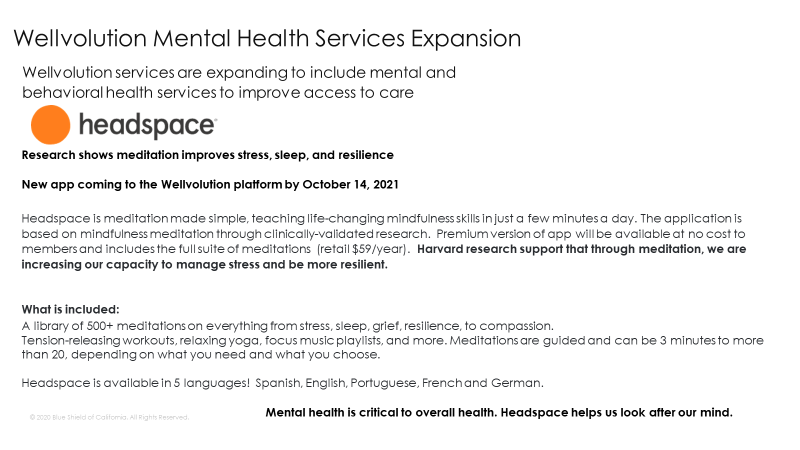 Wellvolution Mental Health Services Expansion
Wellvolution services are expanding to include mental and
behavioral health services to improve access to care
headspace
Research shows meditation improves stress, sleep, and resilience
New app coming to the Wellvolution platform by October 14, 2021
Headspace is meditation made simple, teaching life-changing mindfulness skills in just a few minutes a day. The application is
based on mindfulness meditation through clinically-validated research. Premium version of app will be available at no cost to
members and includes the full suite of meditations (retail $59/year). Harvard research support that through meditation, we are
increasing our capacity to manage stress and be more resilient.
What is included:
A library of 500+ meditations on everything from stress, sleep, grief, resilience, to compassion.
Tension-releasing workouts, relaxing yoga, focus music playlists, and more. Meditations are guided and can be 3 minutes to more
than 20, depending on what you need and what you choose.
Headspace is available in 5 languages! Spanish, English, Portuguese, French and German.
© 2020 Blue Shield of California. All Rights Reserved.
Mental health is critical to overall health. Headspace helps us look after our mind.